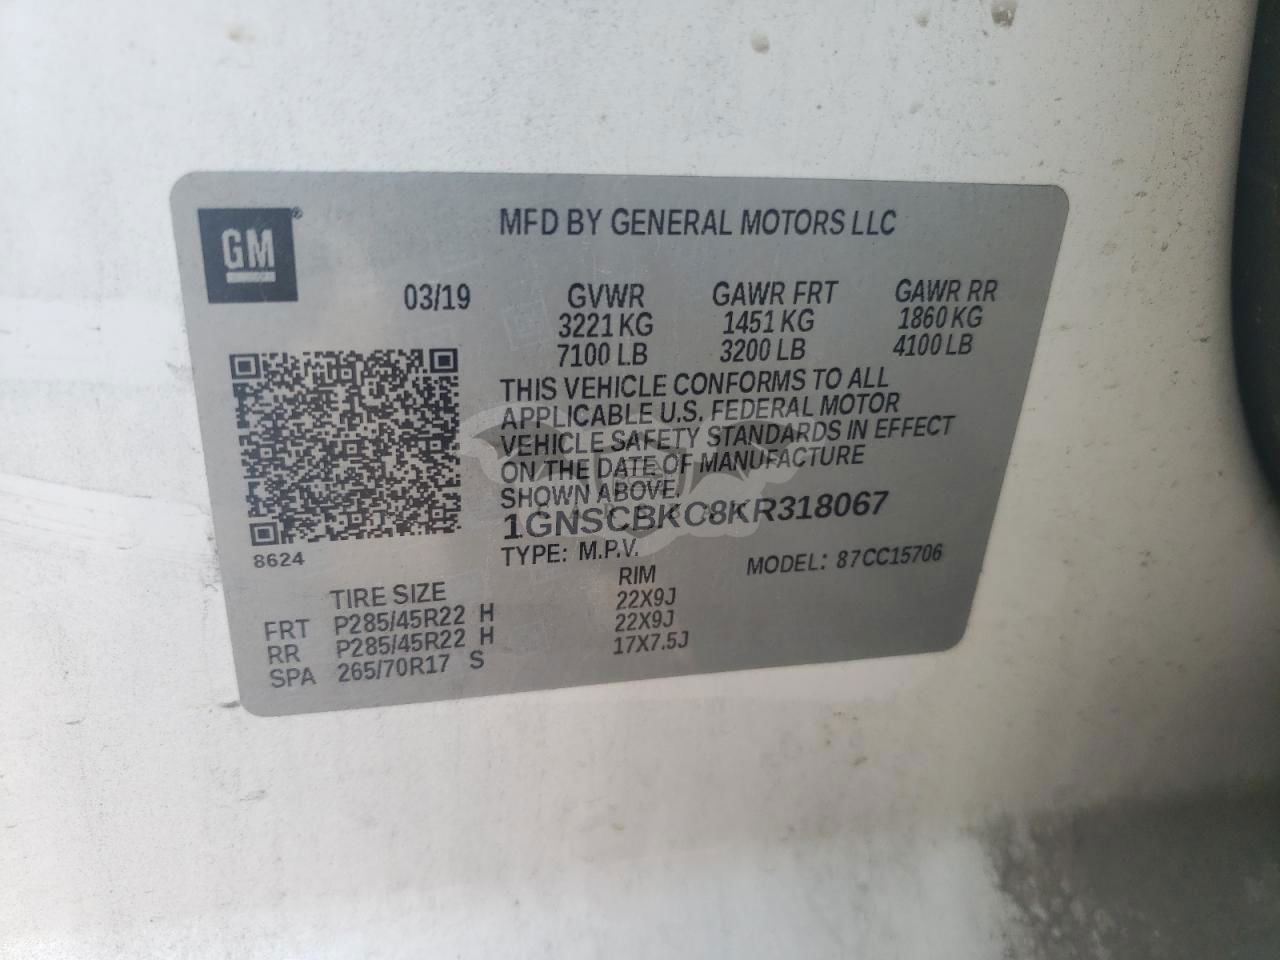 GM ®
MFD BY GENERAL MOTORS LLC
03/19
GVWR GAWR FRT GAWR RR
3221 KG 1451 KG 1860 KG
7100 LB 3200 LB 4100 LB
THIS VEHICLE CONFORMS TO ALL
APPLICABLE U.S. FEDERAL MOTOR
VEHICLE SAFETY STANDARDS IN EFFECT
ON THE DATE OF MANUFACTURE
SHOWN ABOVE.
1GNSCBKC8KR318067
8624
TYPE: M.P.V. MODEL: 87CC15706
TIRE SIZE RIM
FRT P285/45R22 H 22X9J
RR P285/45R22 H 22X9J
SPA 265/70R17 S 17X7.5J